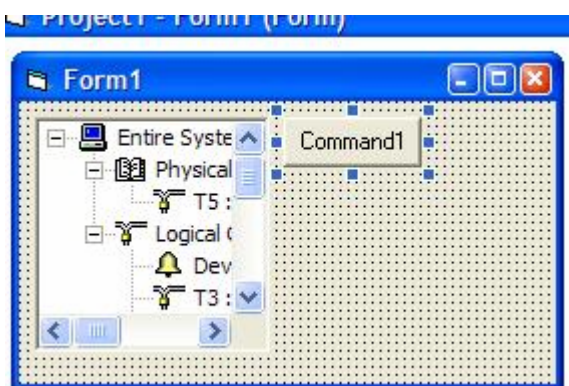 Project1 - Form1 (Form)
Form1
Entire Syste
Physical
T5 :
Logical
Dev
T3 :
Command1